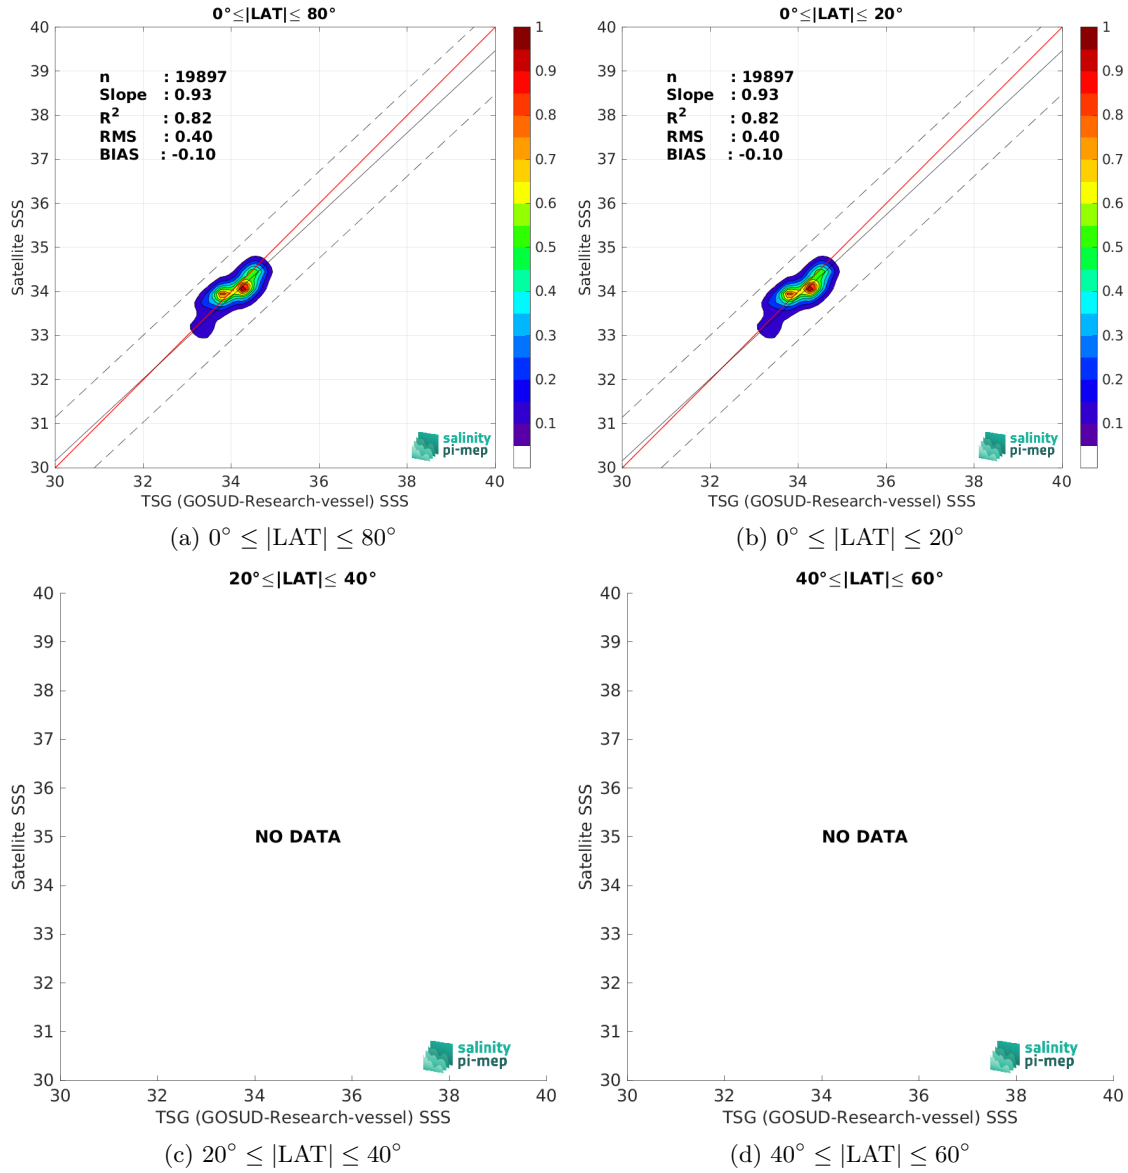 0°≤|LAT|≤ 80°
40
39
38
37
36
35
34
33
32
31
30
Satellite SSS
n : 19897
Slope : 0.93
R² : 0.82
RMS : 0.40
BIAS : -0.10
salinity
pi-mep
30 32 34 36 38 40
TSG (GOSUD-Research-vessel) SSS
1
0.9
0.8
0.7
0.6
0.5
0.4
0.3
0.2
0.1
(a) 0° ≤ |LAT| ≤ 80°
0°≤|LAT|≤ 20°
40
39
38
37
36
35
34
33
32
31
30
Satellite SSS
n : 19897
Slope : 0.93
R² : 0.82
RMS : 0.40
BIAS : -0.10
salinity
pi-mep
30 32 34 36 38 40
TSG (GOSUD-Research-vessel) SSS
1
0.9
0.8
0.7
0.6
0.5
0.4
0.3
0.2
0.1
(b) 0° ≤ |LAT| ≤ 20°
20°≤|LAT|≤ 40°
40
39
38
37
36
35
34
33
32
31
30
Satellite SSS
NO DATA
salinity
pi-mep
30 32 34 36 38 40
TSG (GOSUD-Research-vessel) SSS
(c) 20° ≤ |LAT| ≤ 40°
40°≤|LAT|≤ 60°
40
39
38
37
36
35
34
33
32
31
30
Satellite SSS
NO DATA
salinity
pi-mep
30 32 34 36 38 40
TSG (GOSUD-Research-vessel) SSS
(d) 40° ≤ |LAT| ≤ 60°